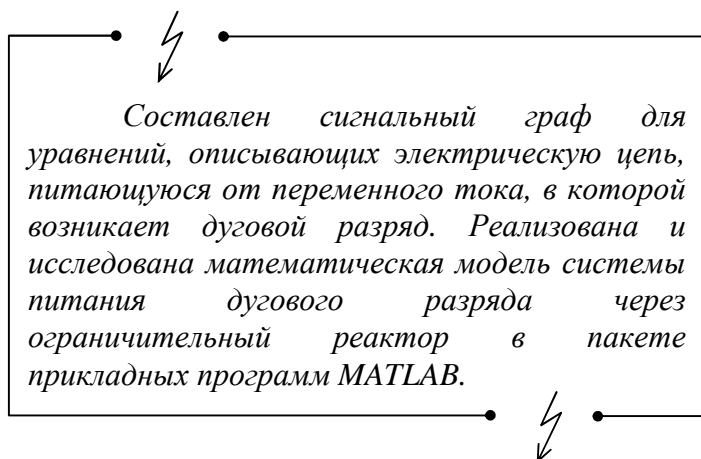 Составлен сигнальный граф для
уравнений, описывающих электрическую цепь,
питающуюся от переменного тока, в которой
возникает дуговой разряд. Реализована и
исследована математическая модель системы
питания дугового разряда через
ограничительный реактор в пакете
прикладных программ MATLAB.